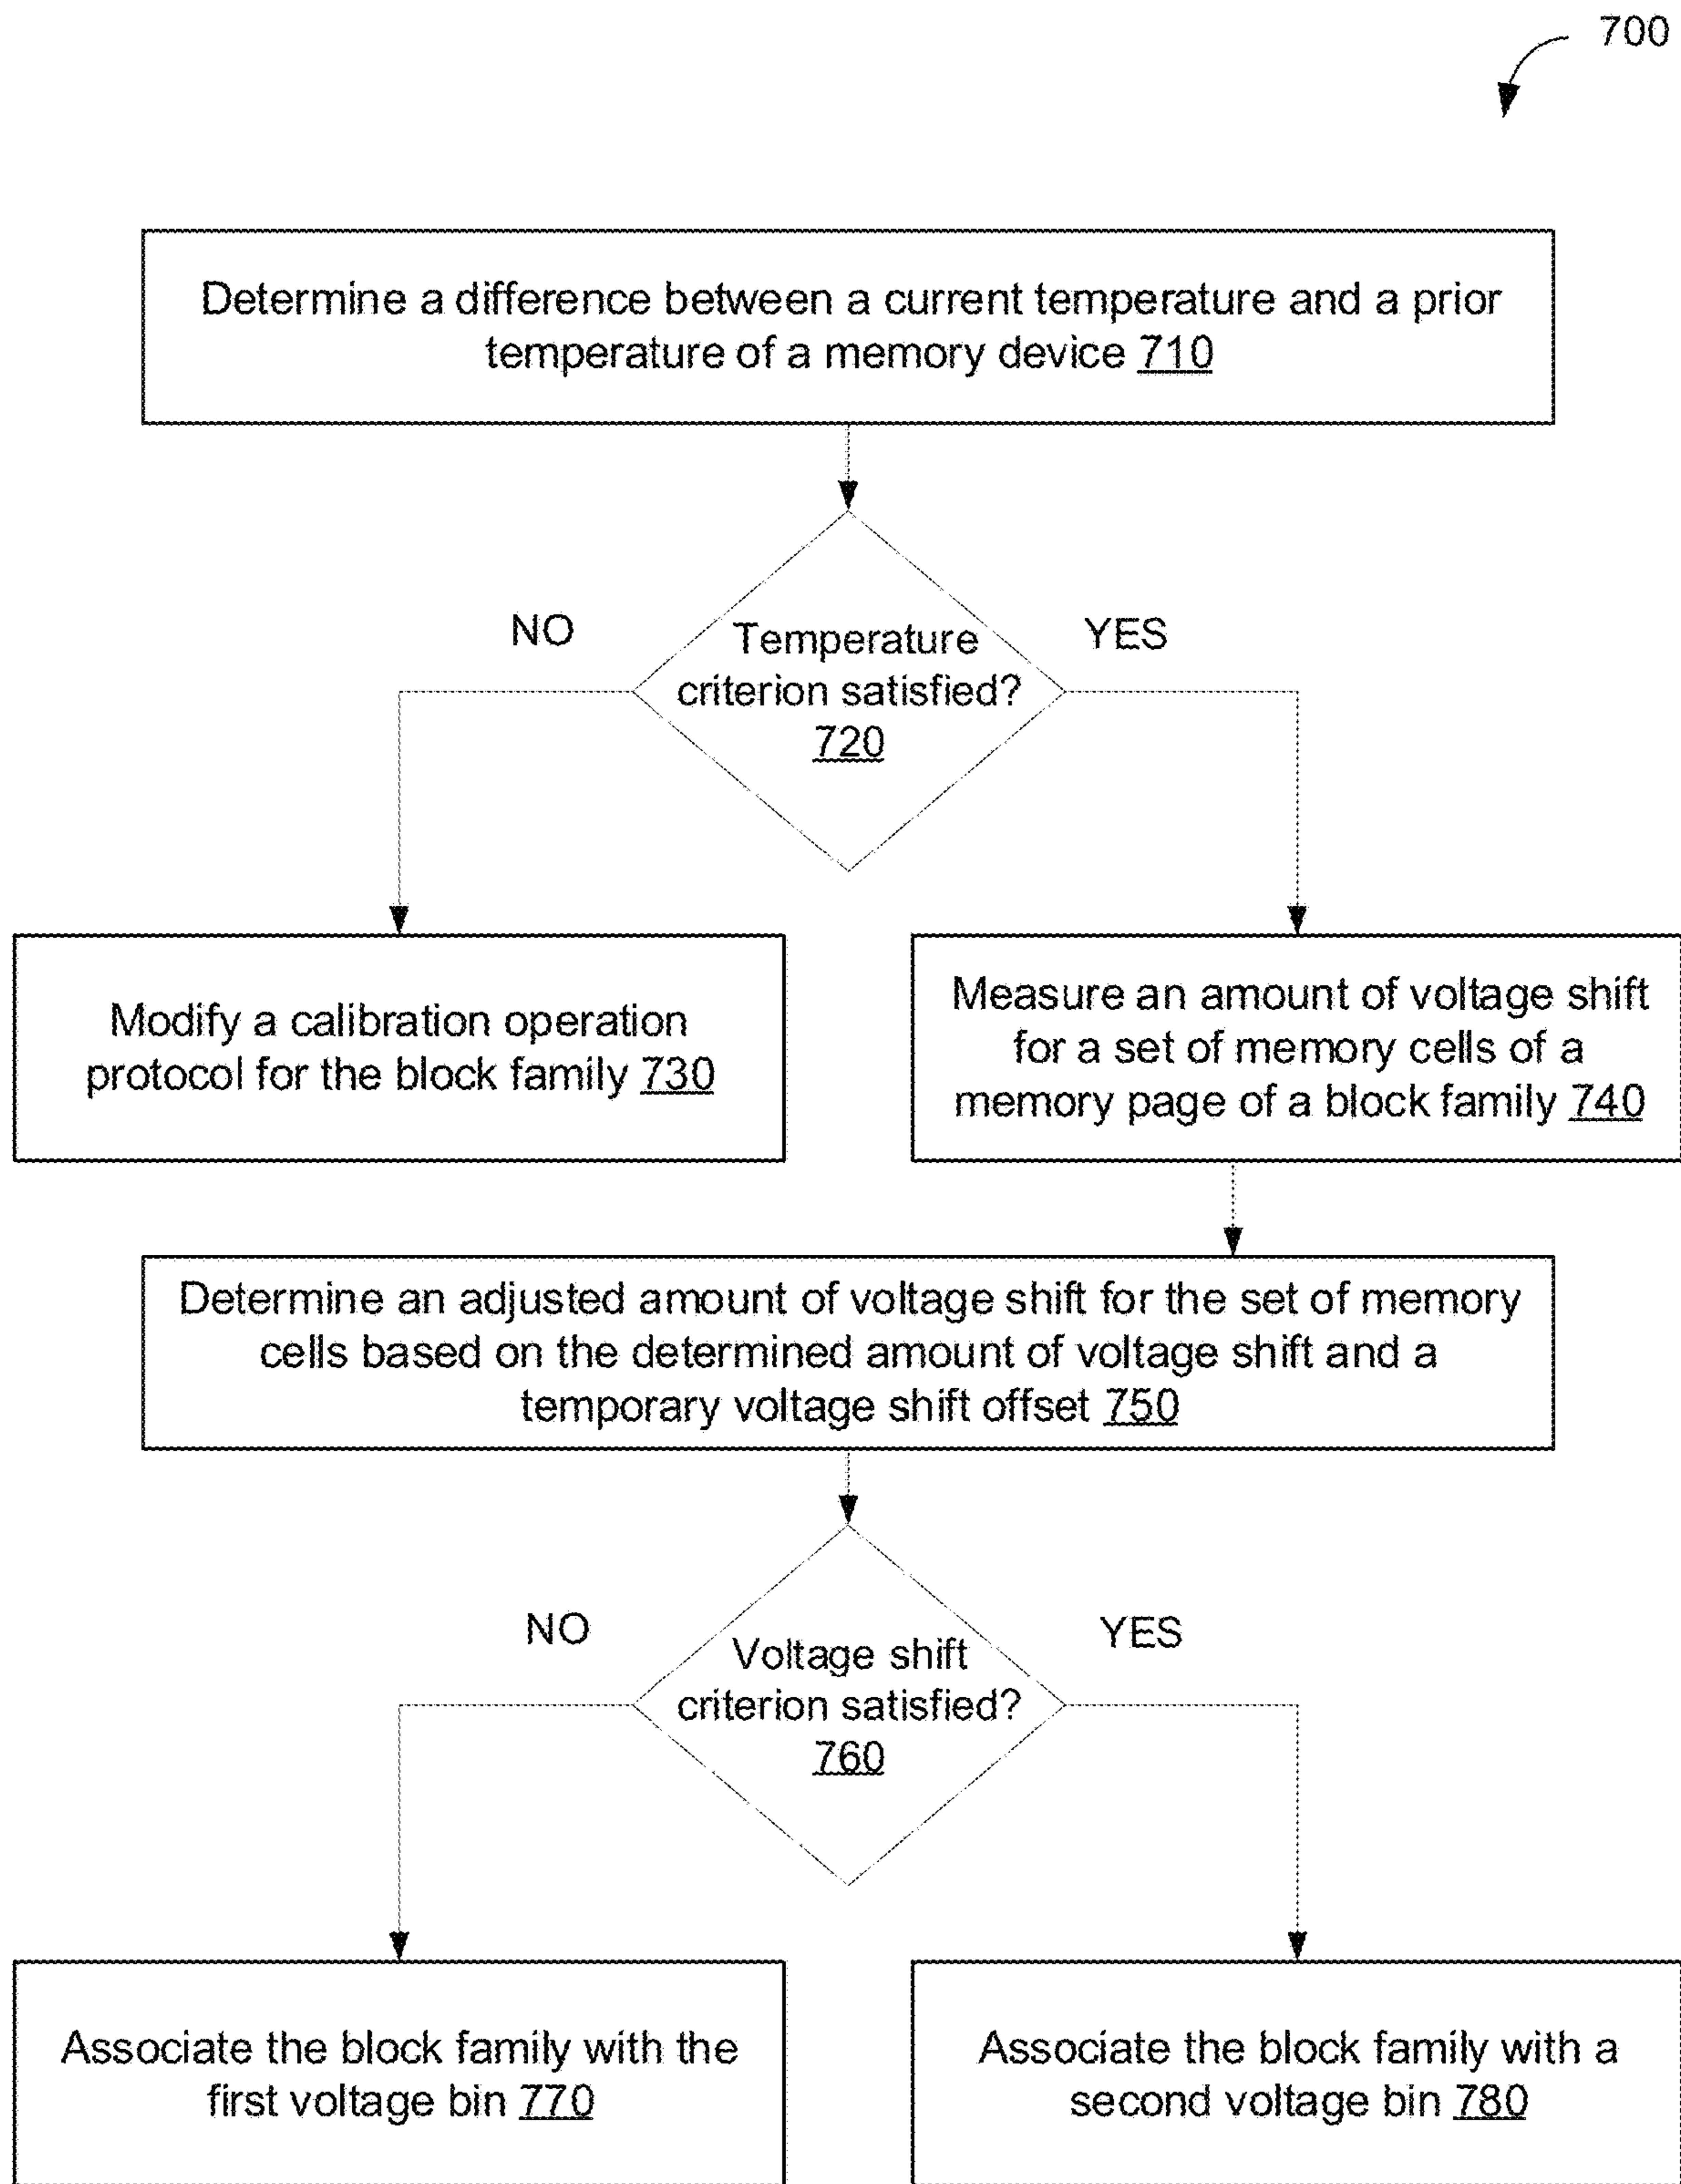 700
Determine a difference between a current temperature and a prior
temperature of a memory device 710
NO
YES
Temperature
criterion satisfied?
720
Modify a calibration operation
protocol for the block family 730
Measure an amount of voltage shift
for a set of memory cells of a
memory page of a block family 740
Determine an adjusted amount of voltage shift for the set of memory
cells based on the determined amount of voltage shift and a
temporary voltage shift offset 750
NO
YES
Voltage shift
criterion satisfied?
760
Associate the block family with the
first voltage bin 770
Associate the block family with a
second voltage bin 780